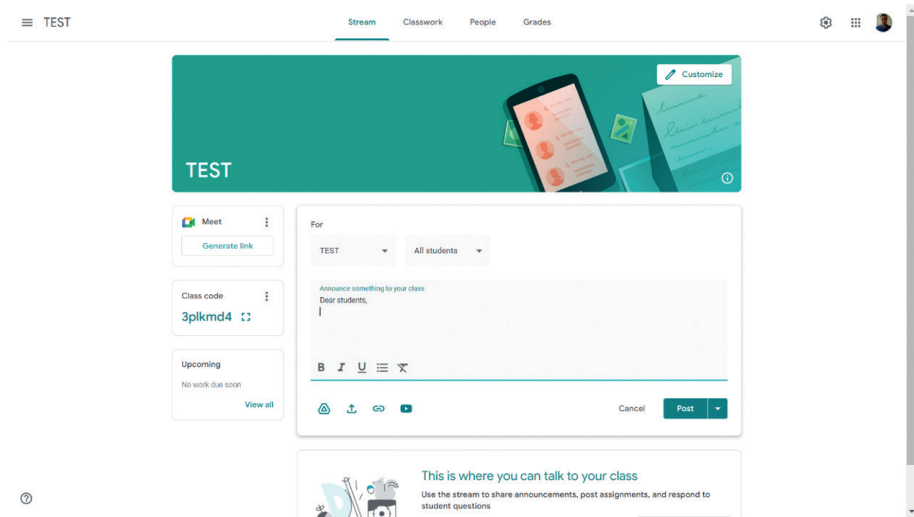 TEST
Stream Classwork People Grades
Customize
TEST
Meet
Generate link
Class code
3plkmd4
Upcoming
No work due soon
View all
For
TEST All students
Announce something to your class
Dear students,
B I U
Cancel Post
This is where you can talk to your class
Use the stream to share announcements, post assignments, and respond to
student questions